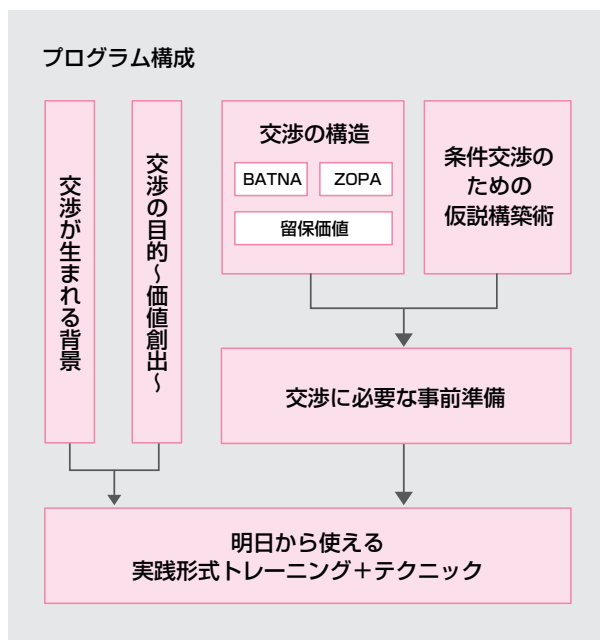 プログラム構成
交渉が生まれる背景
交渉の目的~価値創出~
交渉の構造
BATNA
ZOPA
留保価値
条件交渉の
ための
仮説構築術
交渉に必要な事前準備
明日から使える
実践形式トレーニング＋テクニック